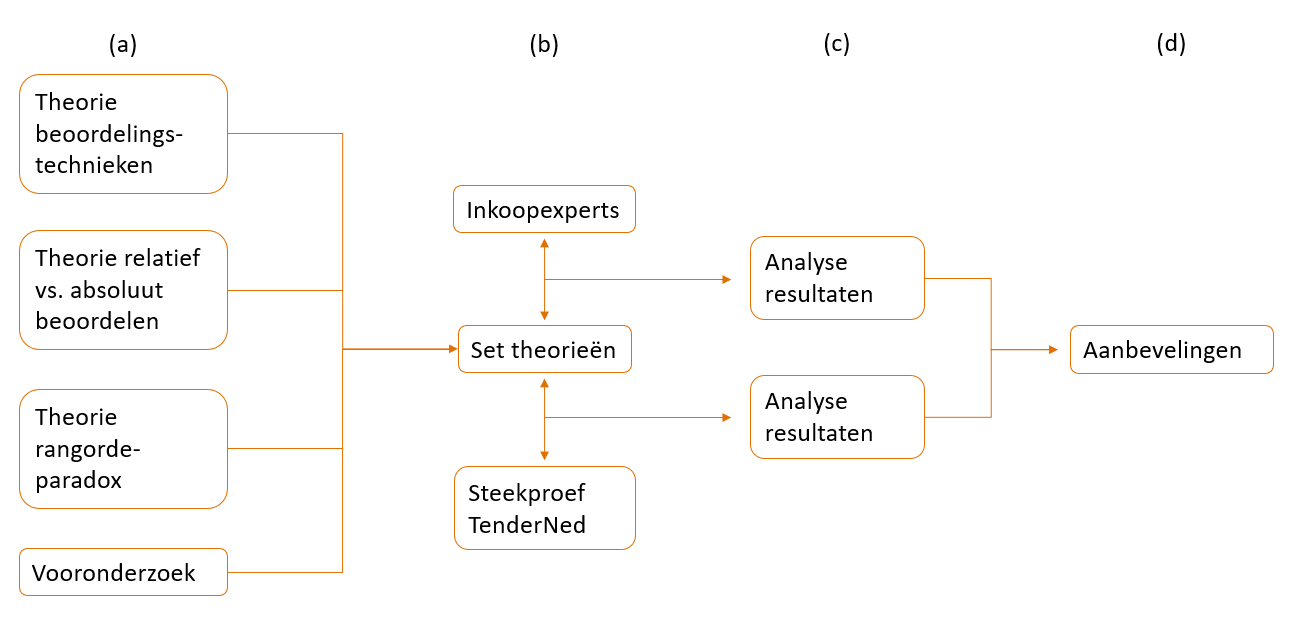 (a)
(b)
(c)
(d)
Theorie
beoordelings-
technieken
Theorie relatief
vs. absoluut
beoordelen
Theorie
rangorde-
paradox
Vooronderzoek
Inkoopexperts
Set theorieën
Steekproef
TenderNed
Analyse
resultaten
Analyse
resultaten
Aanbevelingen